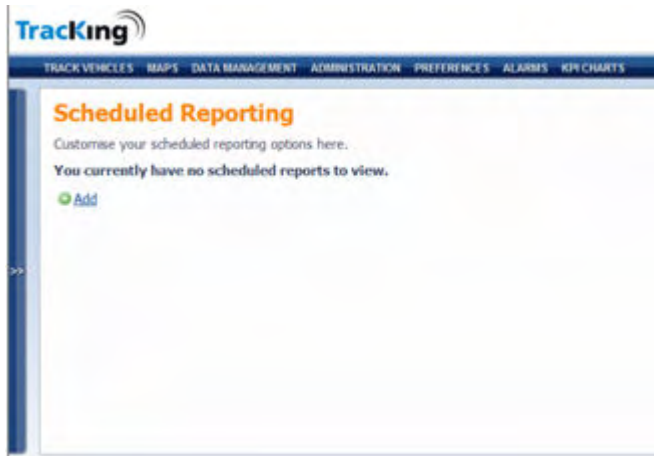 TracKing
TRACK VEHICLES MAPS DATA MANAGEMENT ADMINISTRATION PREFERENCES ALARMS KPI CHARTS
Scheduled Reporting
Customise your scheduled reporting options here.
You currently have no scheduled reports to view.
Add
>>